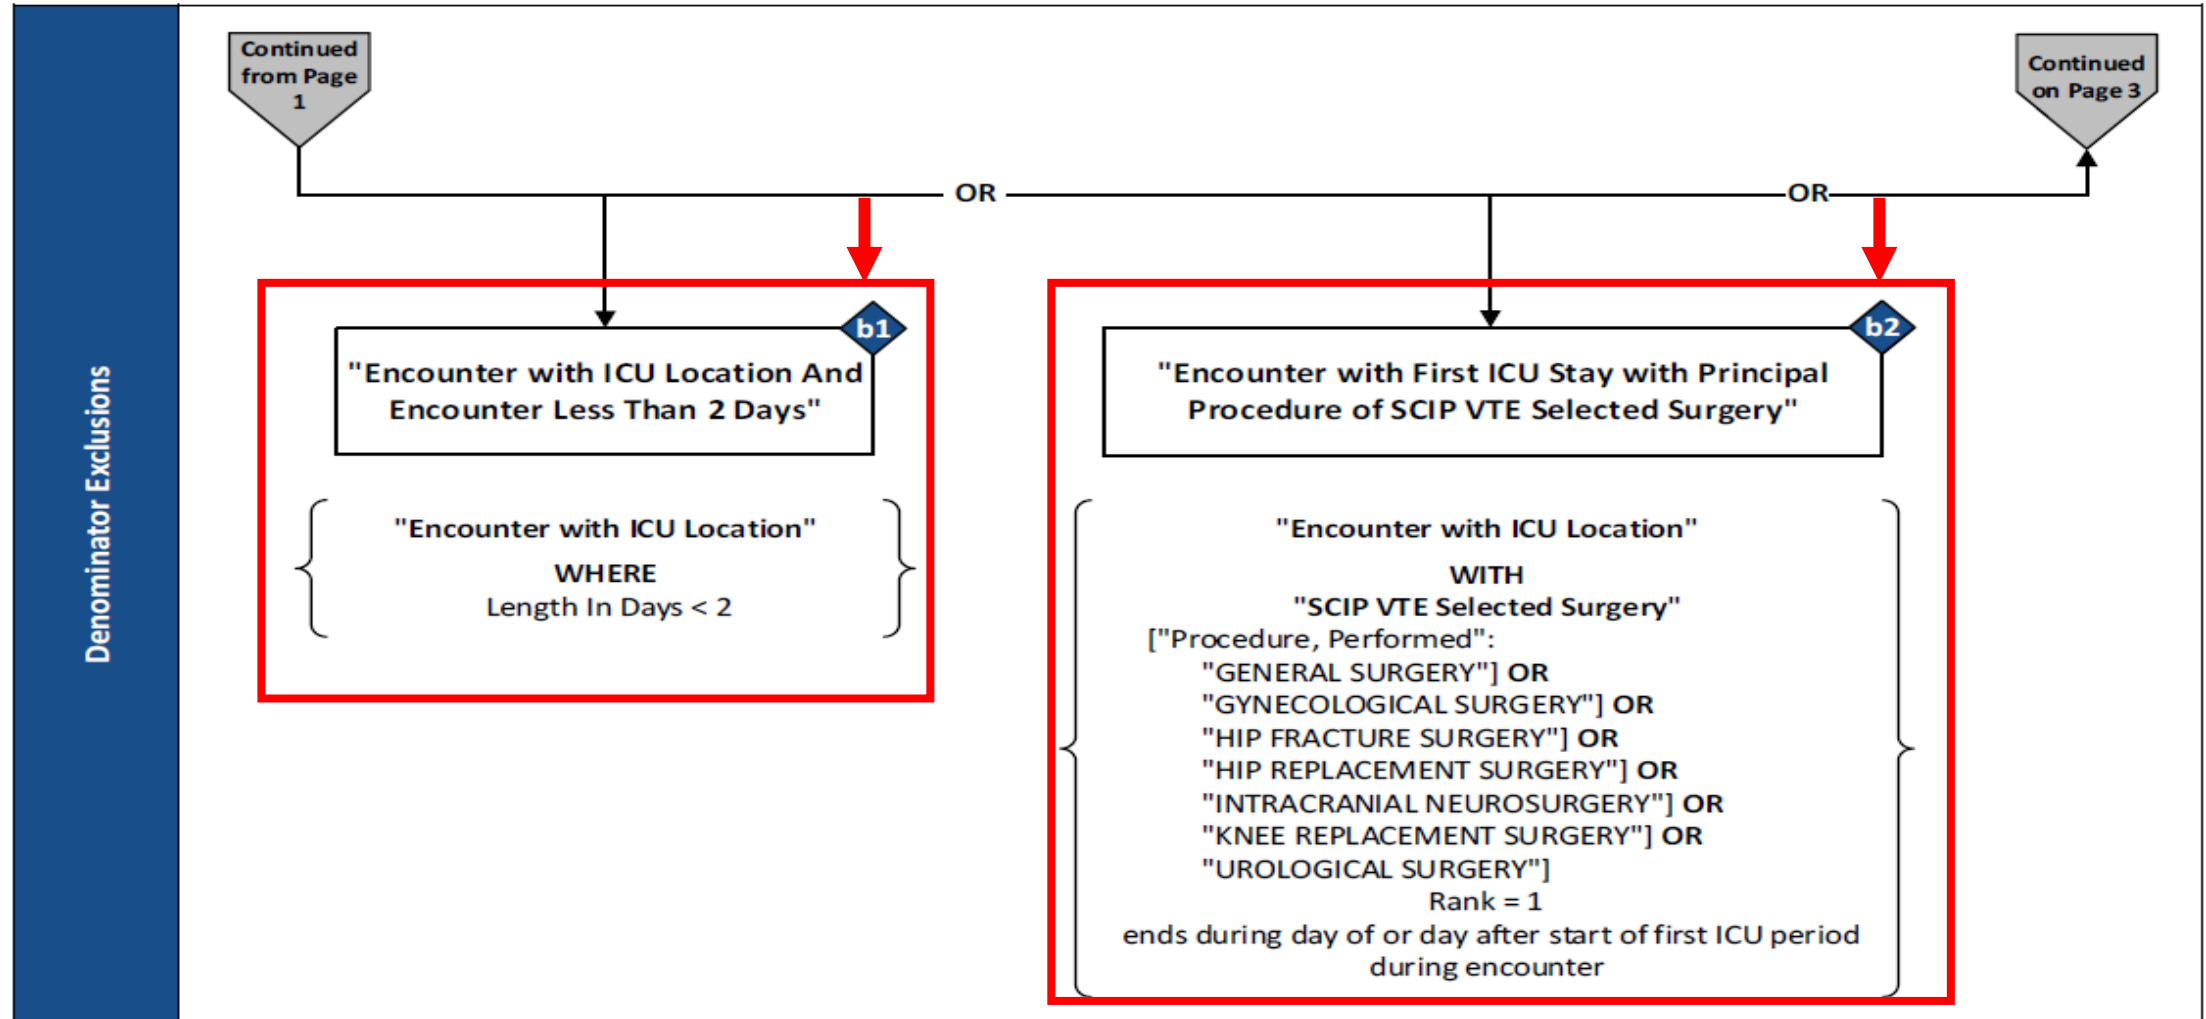 Denominator Exclusions
Continued
from Page
1
Continued
on Page 3
OR
OR
b1
"Encounter with ICU Location And
Encounter Less Than 2 Days"
"Encounter with ICU Location"
WHERE
Length In Days < 2
b2
"Encounter with First ICU Stay with Principal
Procedure of SCIP VTE Selected Surgery"
"Encounter with ICU Location"
WITH
"SCIP VTE Selected Surgery"
["Procedure, Performed":
"GENERAL SURGERY"] OR
"GYNECOLOGICAL SURGERY"] OR
"HIP FRACTURE SURGERY"] OR
"HIP REPLACEMENT SURGERY"] OR
"INTRACRANIAL NEUROSURGERY"] OR
"KNEE REPLACEMENT SURGERY"] OR
"UROLOGICAL SURGERY"]
Rank = 1
ends during day of or day after start of first ICU period
during encounter